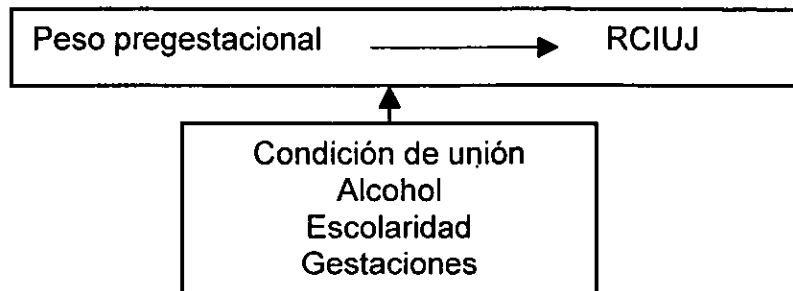 Peso pregestacional RCIUJ
Condición de unión
Alcohol
Escolaridad
Gestaciones